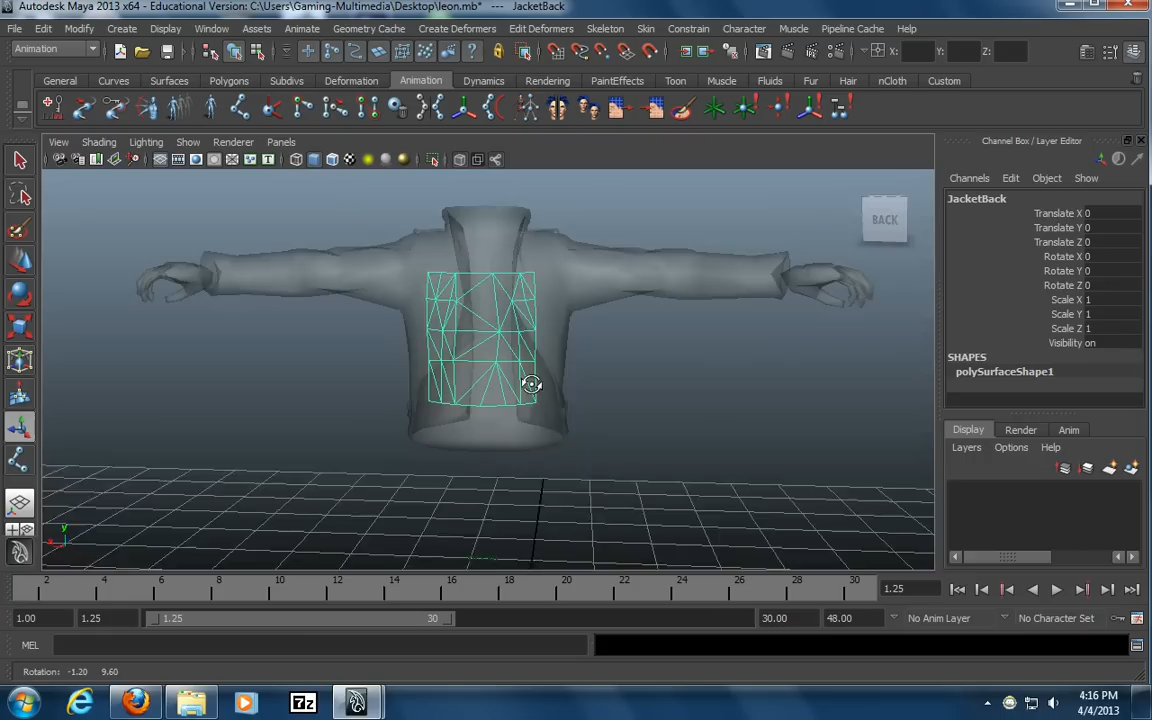 Autodesk Maya 2013 x64 - Educational Version: C:\Users\Gaming-Multimedia\Desktop\leon.mb* --- JacketBack
File Edit Modify Create Display Window Assets Animate Geometry Cache Create Deformers Edit Deformers Skeleton Skin Constrain Character Muscle Pipeline Cache Help
Animation X: Y: Z:
General Curves Surfaces Polygons Subdivs Deformation Animation Dynamics Rendering PaintEffects Toon Muscle Fluids Fur Hair nCloth Custom
View Shading Lighting Show Renderer Panels
Channel Box / Layer Editor
Channels Edit Object Show
JacketBack
Translate X 0
Translate Y 0
Translate Z 0
Rotate X 0
Rotate Y 0
Rotate Z 0
Scale X 1
Scale Y 1
Scale Z 1
Visibility on
SHAPES
polySurfaceShape1
BACK
Display Render Anim
Layers Options Help
y
x
2 4 6 8 10 12 14 16 18 20 22 24 26 28 30 1.25
1.00 1.25 1.25 30 30.00 48.00 No Anim Layer No Character Set
MEL
Rotation: -1.20 9.60
7z
4:16 PM
4/4/2013